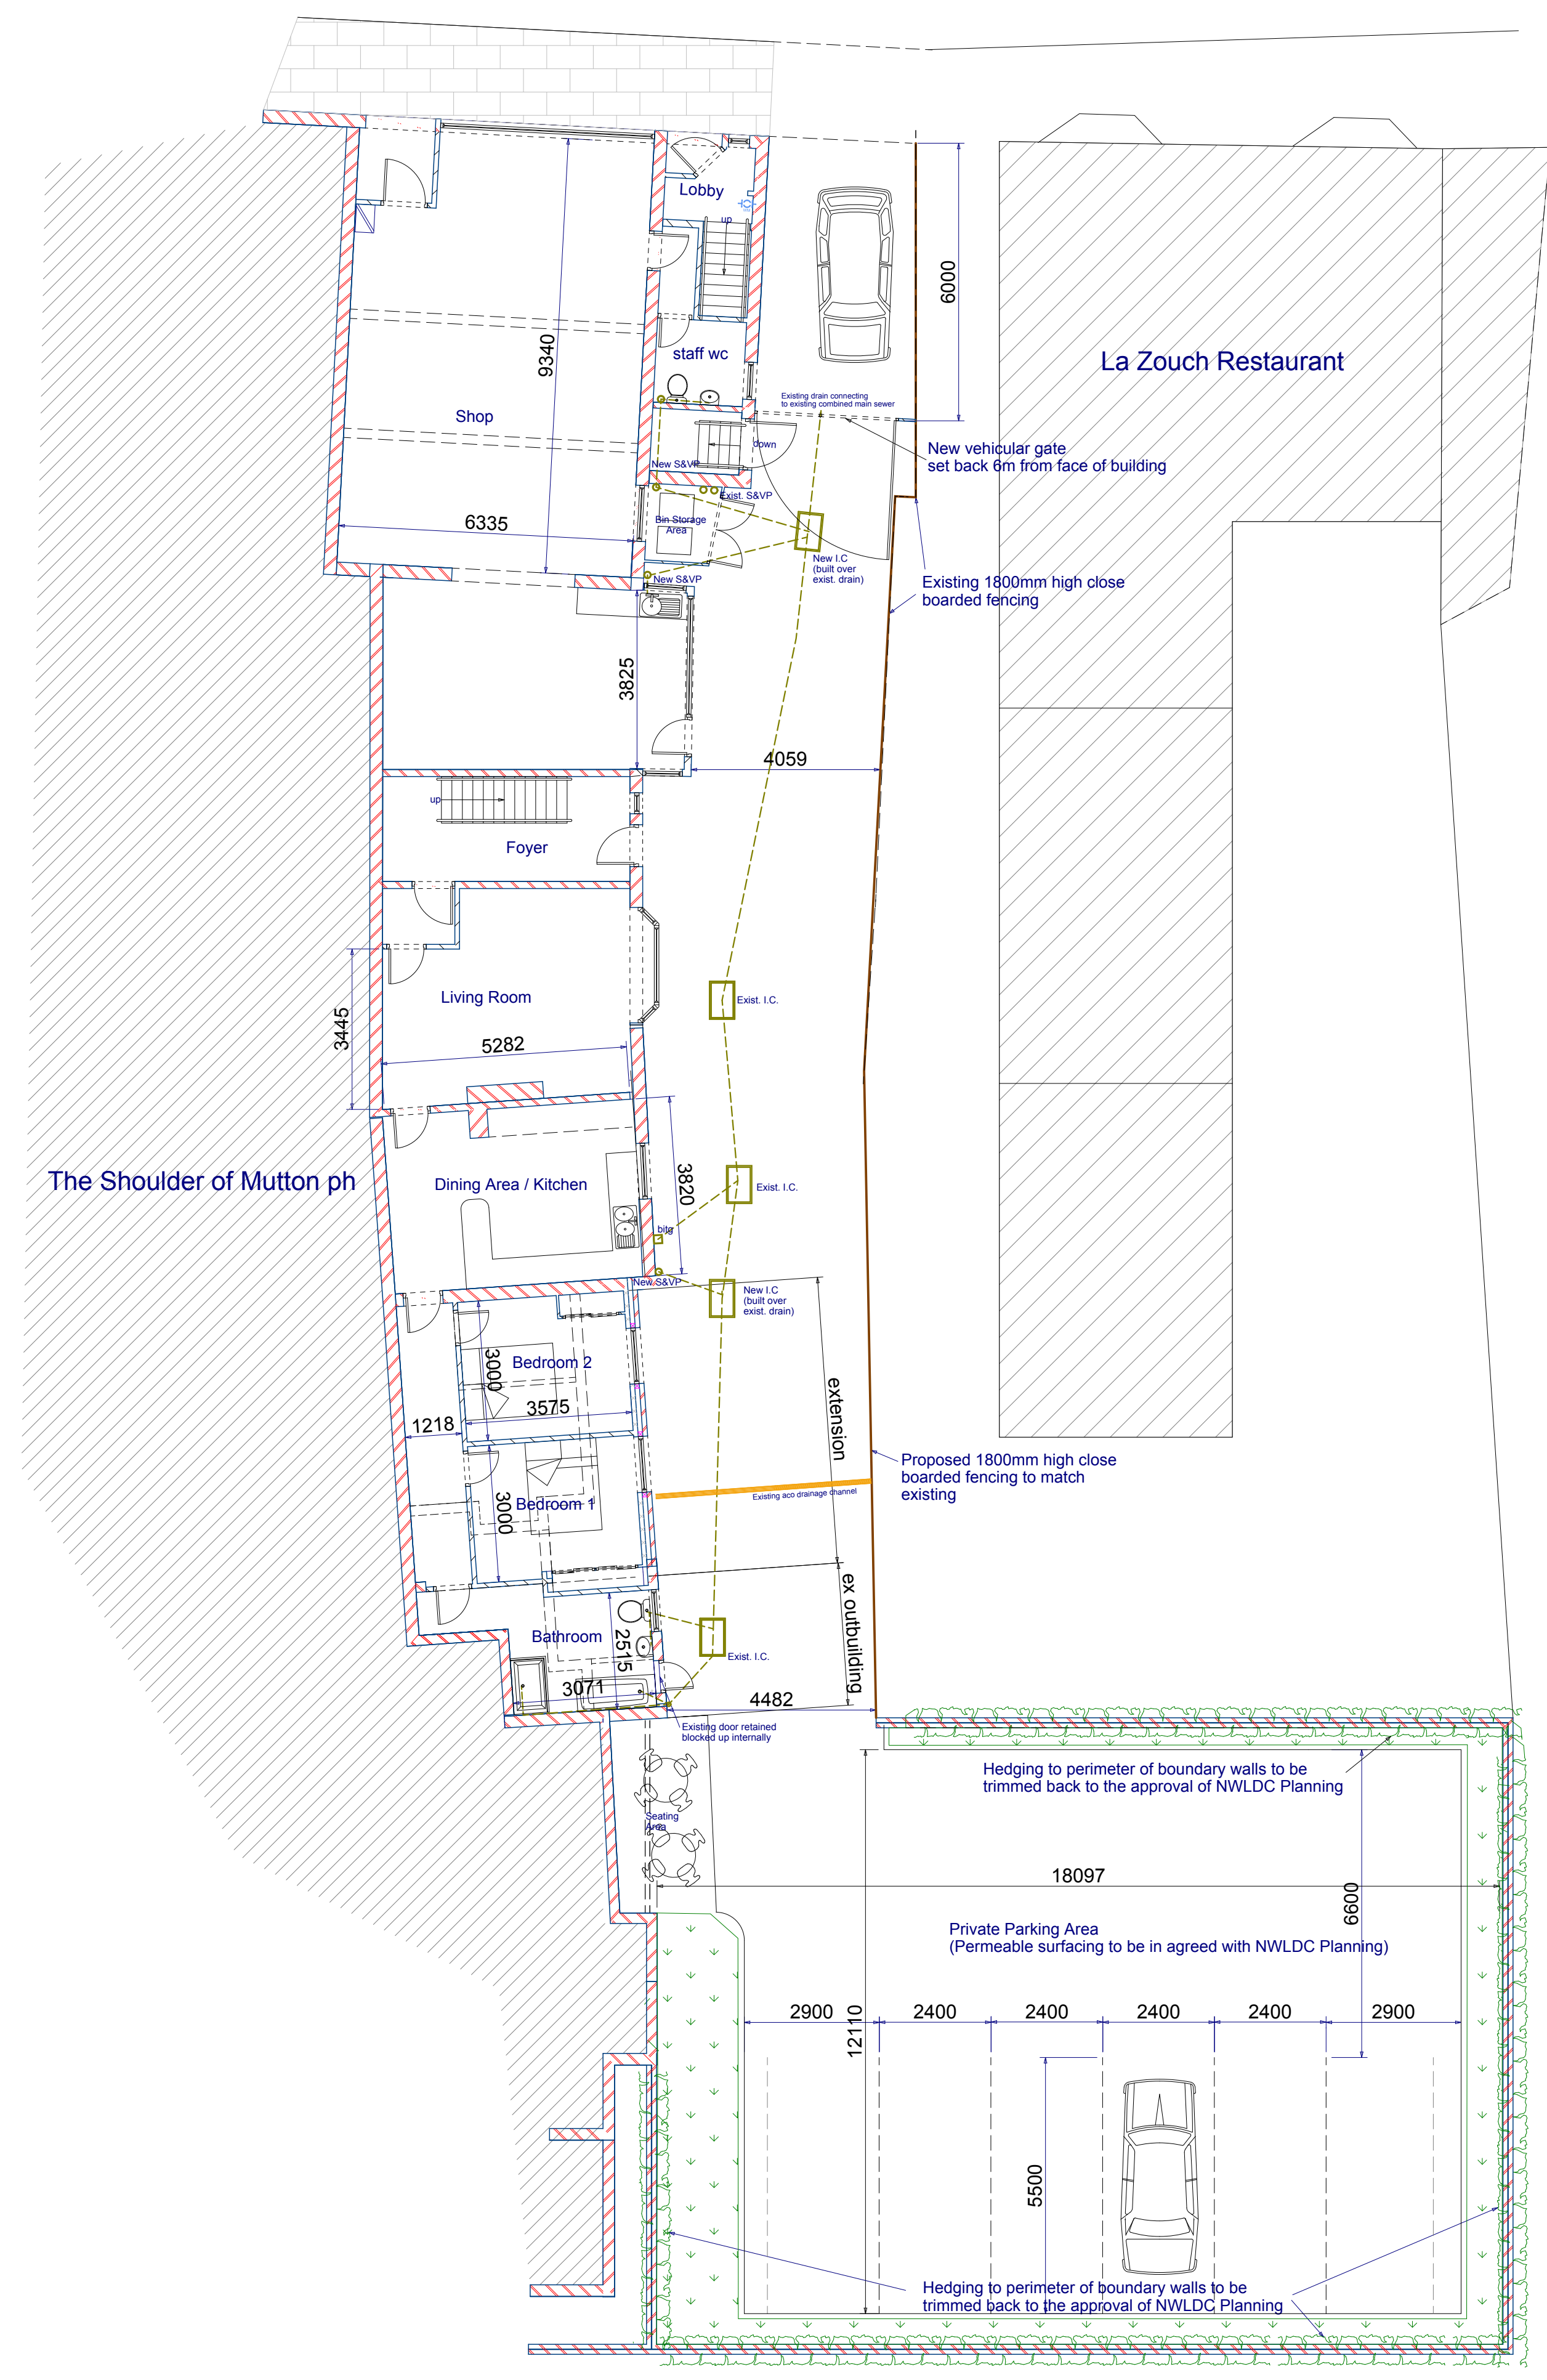 Lobby
up
6000
9340
staff wc
La Zouch Restaurant
Existing drain connecting
to existing combined main sewer
Shop
down
New vehicular gate
set back 6m from face of building
New S&VP
Exist. S&VP
6335
Bin Storage
Area
New I.C
(built over
exist. drain)
New S&VP
Existing 1800mm high close
boarded fencing
3825
4059
up
Foyer
Living Room
Exist. I.C.
3445
5282
The Shoulder of Mutton ph
Dining Area / Kitchen
3820
Exist. I.C.
bitg
New S&VP
New I.C
(built over
exist. drain)
Bedroom 2
3000
3575
extension
1218
Proposed 1800mm high close
boarded fencing to match
existing
Existing aco drainage channel
Bedroom 1
3000
ex outbuilding
Bathroom
2515
Exist. I.C.
3071
4482
Existing door retained
blocked up internally
Hedging to perimeter of boundary walls to be
trimmed back to the approval of NWLDC Planning
Seating
Area
18097
6600
Private Parking Area
(Permeable surfacing to be in agreed with NWLDC Planning)
12110
2900
2400
2400
2400
2400
2900
5500
Hedging to perimeter of boundary walls to be
trimmed back to the approval of NWLDC Planning